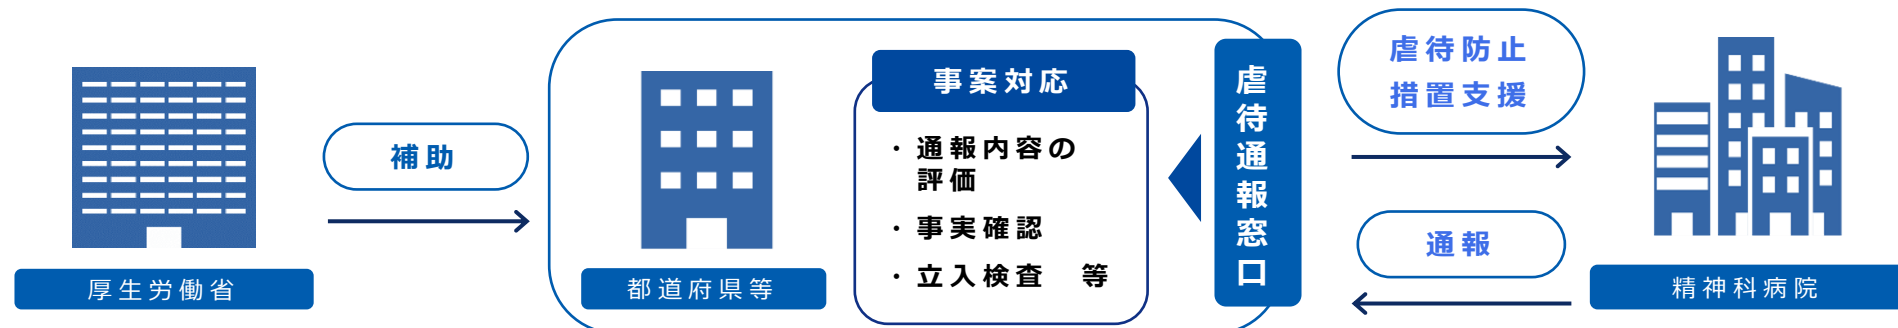 厚生労働省
補助
都道府県等
事案対応
・通報内容の
評価
・事実確認
・立入検査　等
虐待通報窓口
虐待防止
措置支援
通報
精神科病院